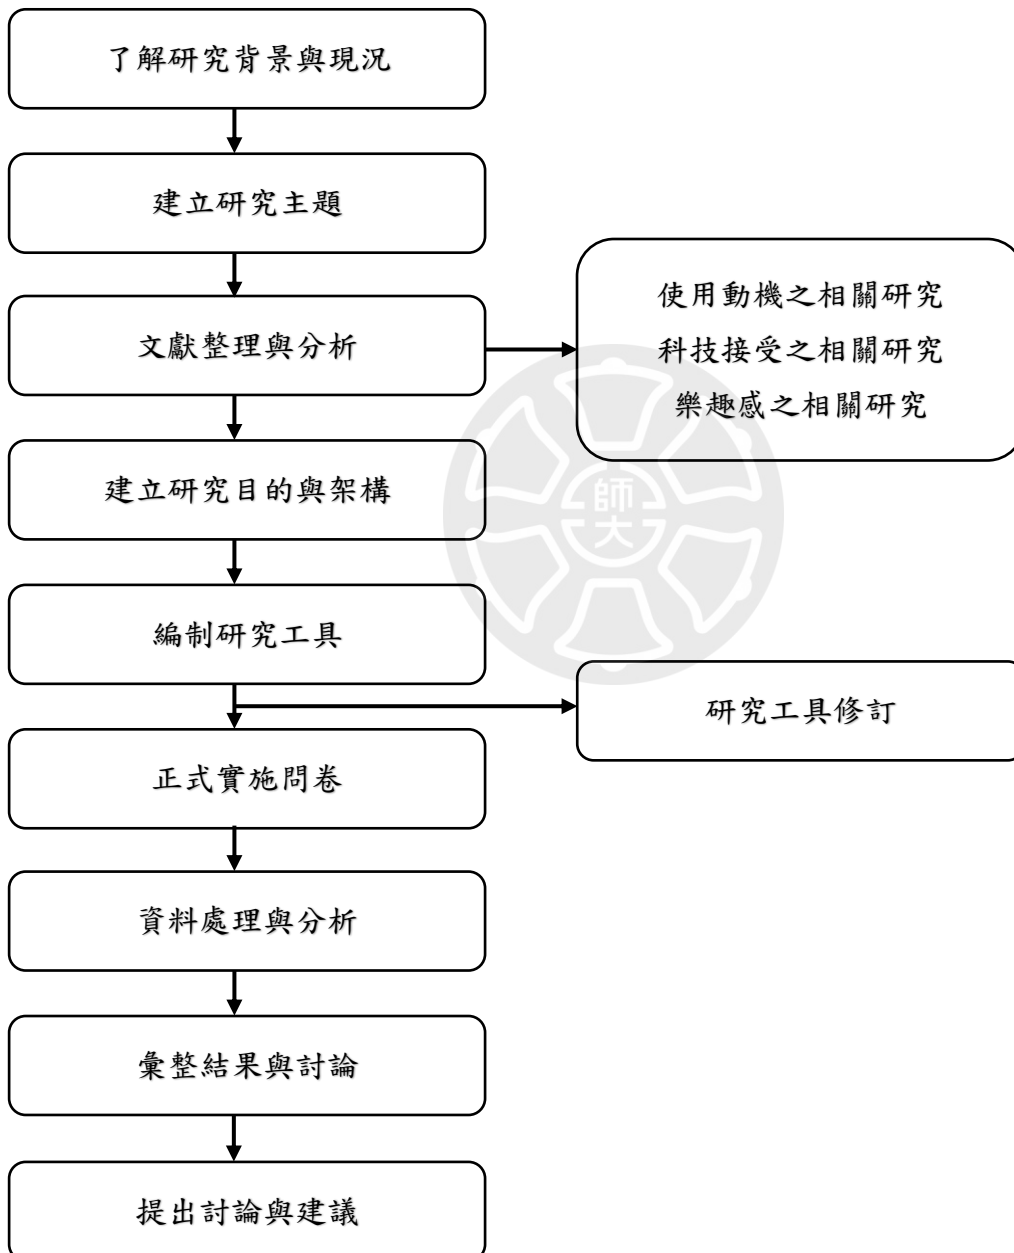 了解研究背景與現況
建立研究主題
文獻整理與分析
使用動機之相關研究
科技接受之相關研究
樂趣感之相關研究
建立研究目的與架構
師大
編制研究工具
研究工具修訂
正式實施問卷
資料處理與分析
彙整結果與討論
提出討論與建議